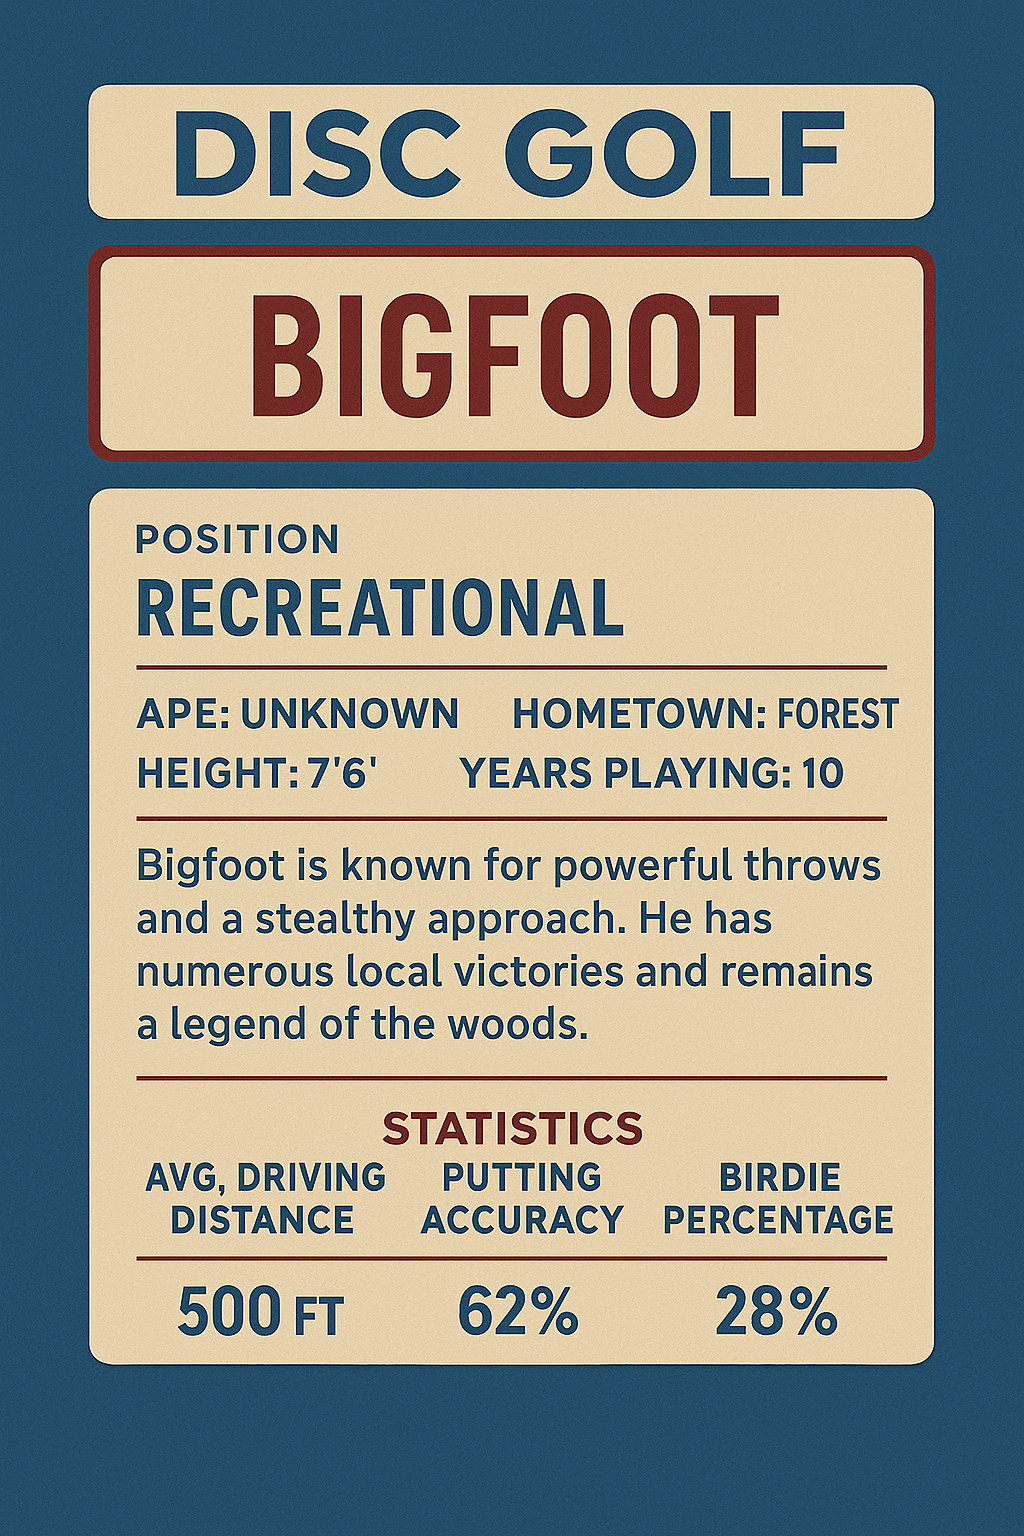 DISC GOLF
BIGFOOT
POSITION
RECREATIONAL
APE: UNKNOWN HOMETOWN: FOREST
HEIGHT: 7'6' YEARS PLAYING: 10
Bigfoot is known for powerful throws
and a stealthy approach. He has
numerous local victories and remains
a legend of the woods.
STATISTICS
AVG, DRIVING PUTTING BIRDIE
DISTANCE ACCURACY PERCENTAGE
500 FT 62% 28%